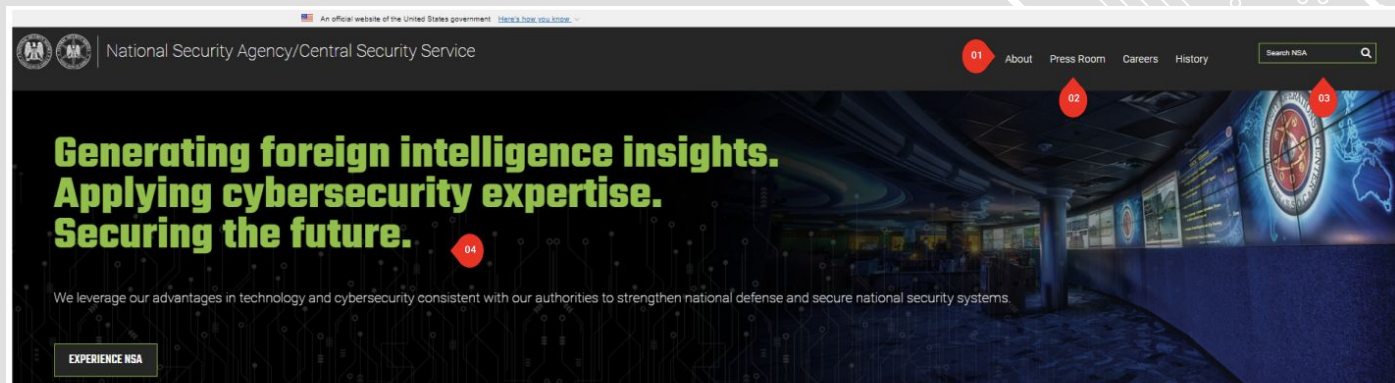 An official website of the United States government Here's how you know
National Security Agency/Central Security Service
01
About Press Room Careers History
Search NSA
02
03
Generating foreign intelligence insights.
Applying cybersecurity expertise.
Securing the future.
04
We leverage our advantages in technology and cybersecurity consistent with our authorities to strengthen national defense and secure national security systems.
EXPERIENCE NSA